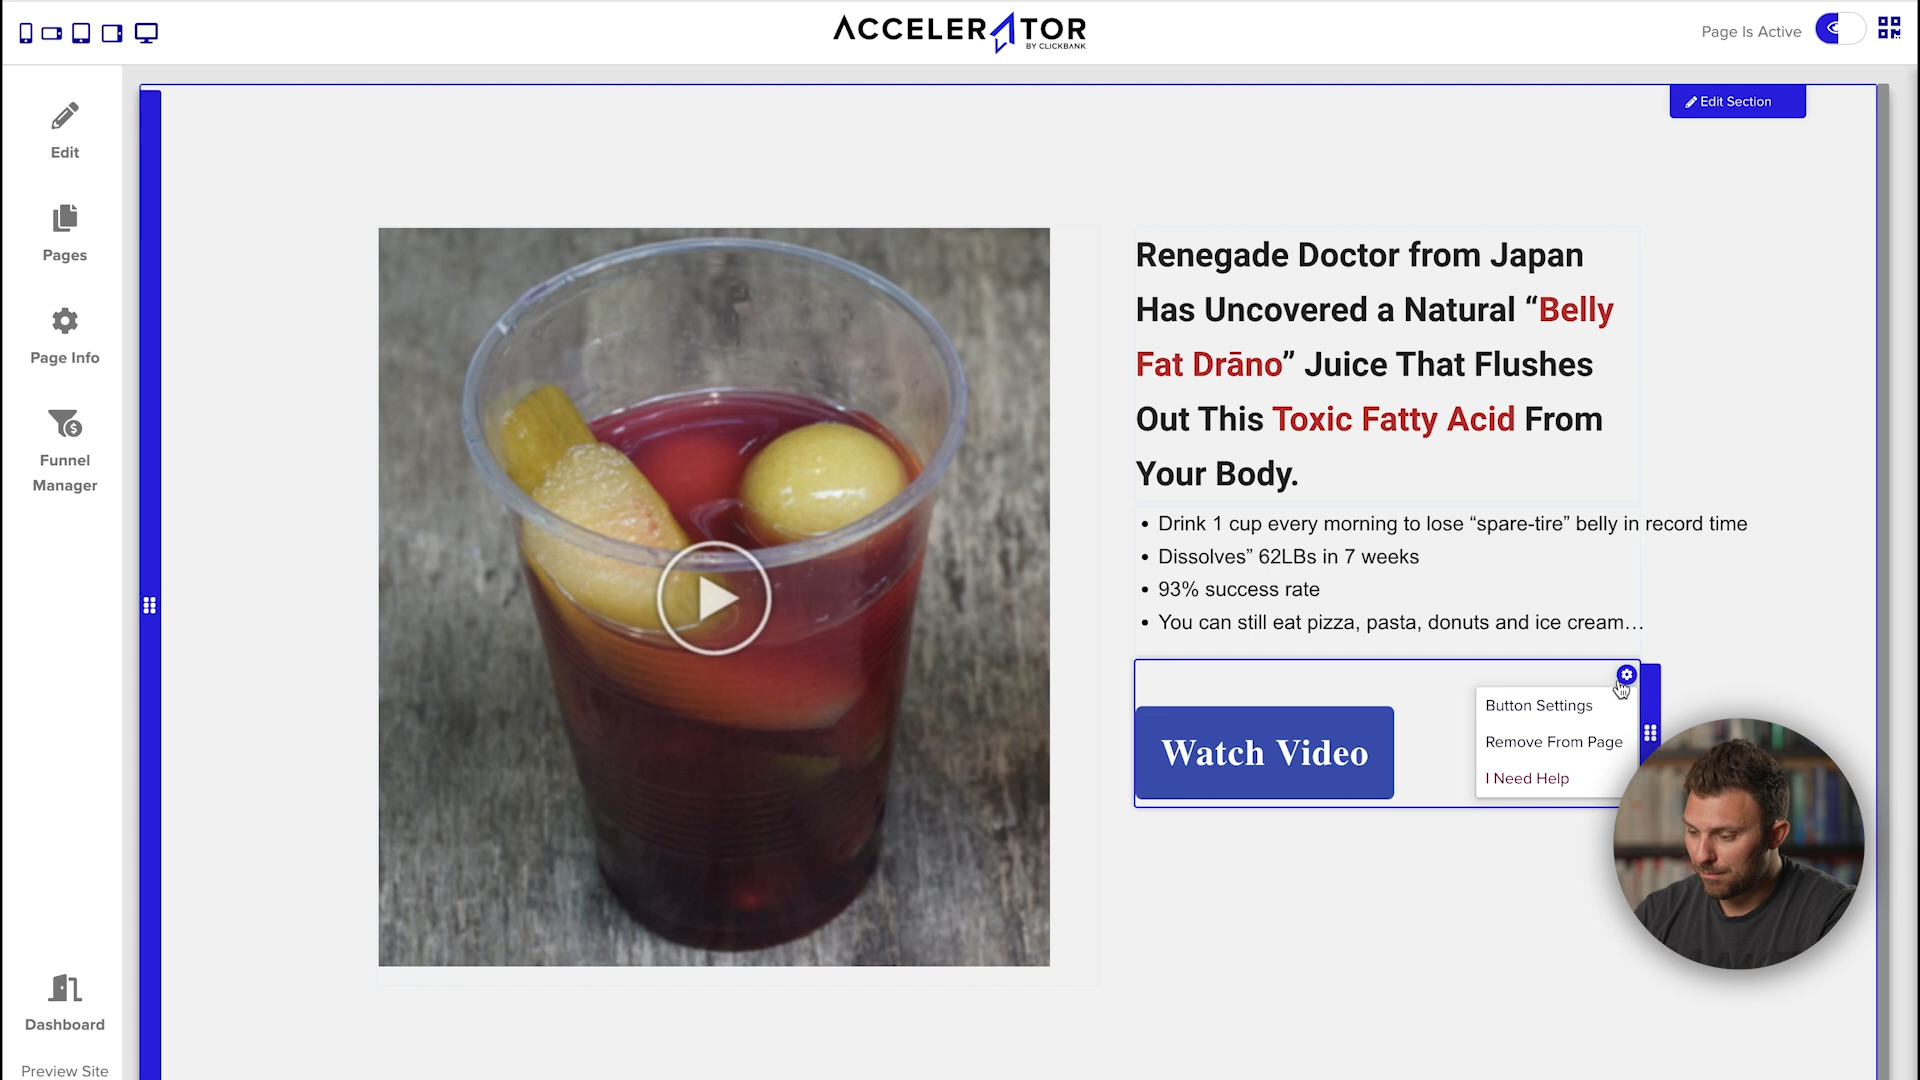 ACCELERATOR
BY CLICKBANK
Page Is Active
Edit
Pages
Page Info
Funnel
Manager
Dashboard
Preview Site
Edit Section
Renegade Doctor from Japan
Has Uncovered a Natural “Belly
Fat Drāno” Juice That Flushes
Out This Toxic Fatty Acid From
Your Body.
• Drink 1 cup every morning to lose “spare-tire” belly in record time
• Dissolves” 62LBs in 7 weeks
• 93% success rate
• You can still eat pizza, pasta, donuts and ice cream…
Watch Video
Button Settings
Remove From Page
I Need Help